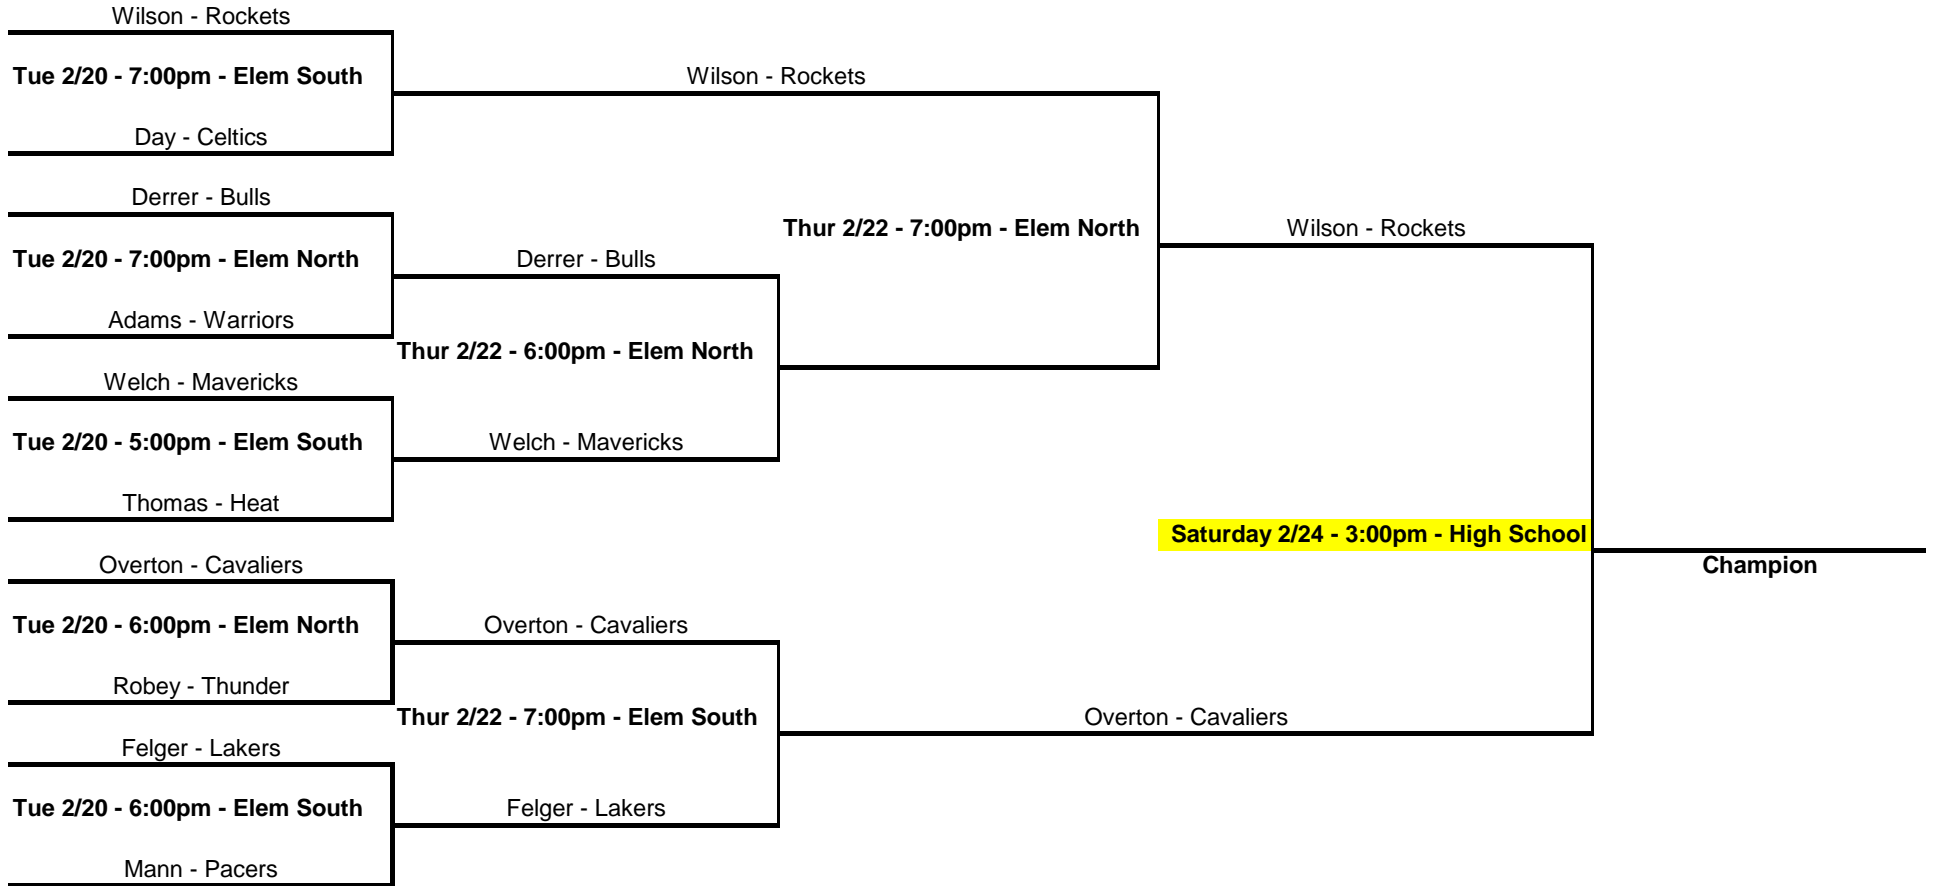 Wilson - Rockets
Tue 2/20 - 7:00pm - Elem South
Wilson - Rockets
Day - Celtics
Derrer - Bulls
Thur 2/22 - 7:00pm - Elem North
Wilson - Rockets
Tue 2/20 - 7:00pm - Elem North
Derrer - Bulls
Adams - Warriors
Thur 2/22 - 6:00pm - Elem North
Welch - Mavericks
Tue 2/20 - 5:00pm - Elem South
Welch - Mavericks
Thomas - Heat
Saturday 2/24 - 3:00pm - High School
Overton - Cavaliers
Champion
Tue 2/20 - 6:00pm - Elem North
Overton - Cavaliers
Robey - Thunder
Thur 2/22 - 7:00pm - Elem South
Overton - Cavaliers
Felger - Lakers
Tue 2/20 - 6:00pm - Elem South
Felger - Lakers
Mann - Pacers